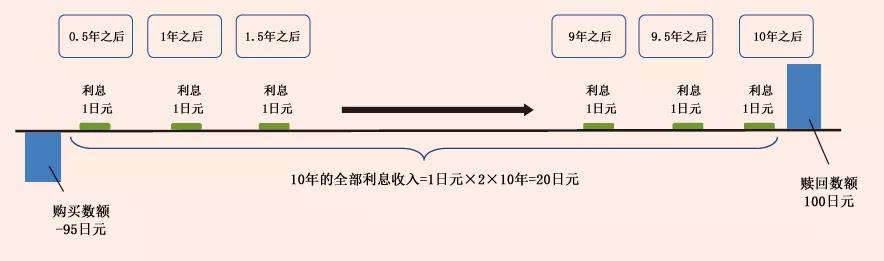 0.5年之后
1年之后
1.5年之后
9年之后
9.5年之后
10年之后
利息
1日元
利息
1日元
利息
1日元
利息
1日元
利息
1日元
利息
1日元
10年的全部利息收入=1日元×2×10年=20日元
购买数额
-95日元
赎回数额
100日元